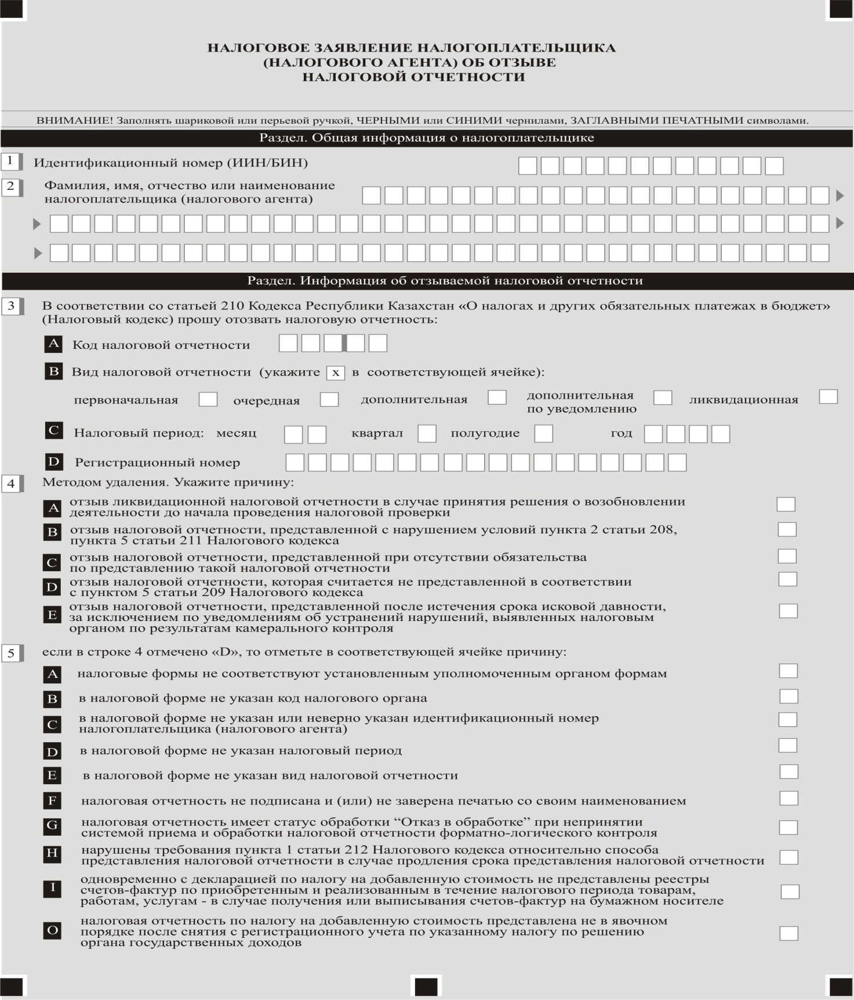 НАЛОГОВОЕ ЗАЯВЛЕНИЕ НАЛОГОПЛАТЕЛЬЩИКА
(НАЛОГОВОГО АГЕНТА) ОБ ОТЗЫВЕ
НАЛОГОВОЙ ОТЧЕТНОСТИ
ВНИМАНИЕ! Заполнять шариковой или перьевой ручкой, ЧЕРНЫМИ или СИНИМИ чернилами, ЗАГЛАВНЫМИ ПЕЧАТНЫМИ символами.
Раздел. Общая информация о налогоплательщике
1 Идентификационный номер (ИИН/БИН)
2 Фамилия, имя, отчество или наименование
налогоплательщика (налогового агента)
Раздел. Информация об отзываемой налоговой отчетности
3 В соответствии со статьей 210 Кодекса Республики Казахстан «О налогах и других обязательных платежах в бюджет»
(Налоговый кодекс) прошу отозвать налоговую отчетность:
A Код налоговой отчетности
B Вид налоговой отчетности (укажите x в соответствующей ячейке):
первоначальная очередная дополнительная дополнительная
по уведомлению ликвидационная
C Налоговый период: месяц квартал полугодие год
D Регистрационный номер
4 Методом удаления. Укажите причину:
A отзыв ликвидационной налоговой отчетности в случае принятия решения о возобновлении
деятельности до начала проведения налоговой проверки
B отзыв налоговой отчетности, представленной с нарушением условий пункта 2 статьи 208,
пункта 5 статьи 211 Налогового кодекса
C отзыв налоговой отчетности, представленной при отсутствии обязательства
по представлению такой налоговой отчетности
D отзыв налоговой отчетности, которая считается не представленной в соответствии
с пунктом 5 статьи 209 Налогового кодекса
E отзыв налоговой отчетности, представленной после истечения срока исковой давности,
за исключением по уведомлениям об устранений нарушений, выявленных налоговым
органом по результатам камерального контроля
5 если в строке 4 отмечено «D», то отметьте в соответствующей ячейке причину:
A налоговые формы не соответствуют установленным уполномоченным органом формам
B в налоговой форме не указан код налогового органа
C в налоговой форме не указан или неверно указан идентификационный номер
налогоплательщика (налогового агента)
D в налоговой форме не указан налоговый период
E в налоговой форме не указан вид налоговой отчетности
F налоговая отчетность не подписана и (или) не заверена печатью со своим наименованием
G налоговая отчетность имеет статус обработки “Отказ в обработке” при непринятии
системой приема и обработки налоговой отчетности форматно-логического контроля
H нарушены требования пункта 1 статьи 212 Налогового кодекса относительно способа
представления налоговой отчетности в случае продления срока представления налоговой отчетности
I одновременно с декларацией по налогу на добавленную стоимость не представлены реестры
счетов-фактур по приобретенным и реализованным в течение налогового периода товарам,
работам, услугам - в случае получения или выписывания счетов-фактур на бумажном носителе
O налоговая отчетность по налогу на добавленную стоимость представлена не в явочном
порядке после снятия с регистрационного учета по указанному налогу по решению
органа государственных доходов